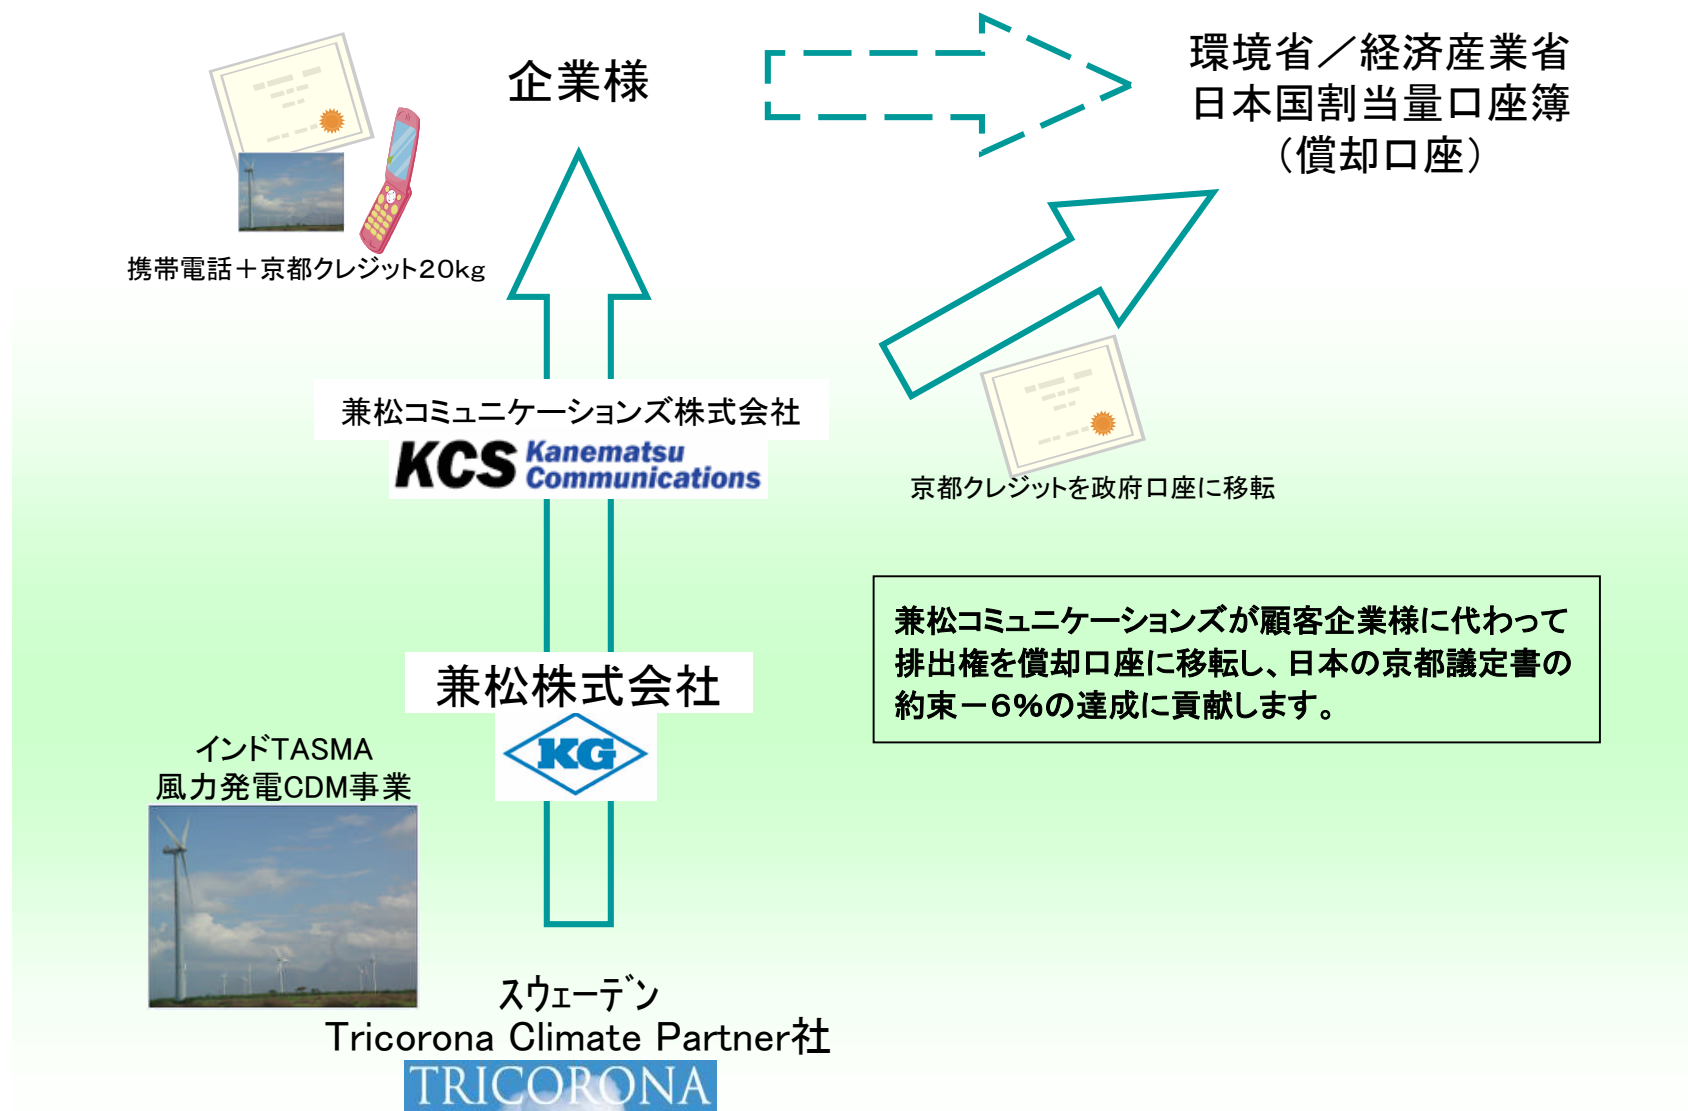 企業様
環境省／経済産業省
日本国割当量口座簿
（償却口座）
携帯電話＋京都クレジット２０ｋｇ
兼松コミュニケーションズ株式会社
KCS Kanematsu
Communications
京都クレジットを政府口座に移転
兼松コミュニケーションズが顧客企業様に代わって
排出権を償却口座に移転し、日本の京都議定書の
約束－６％の達成に貢献します。
兼松株式会社
KG
インドTASMA
風力発電CDM事業
ｽｳｪｰﾃﾞﾝ
Tricorona Climate Partner社
TRICORONA